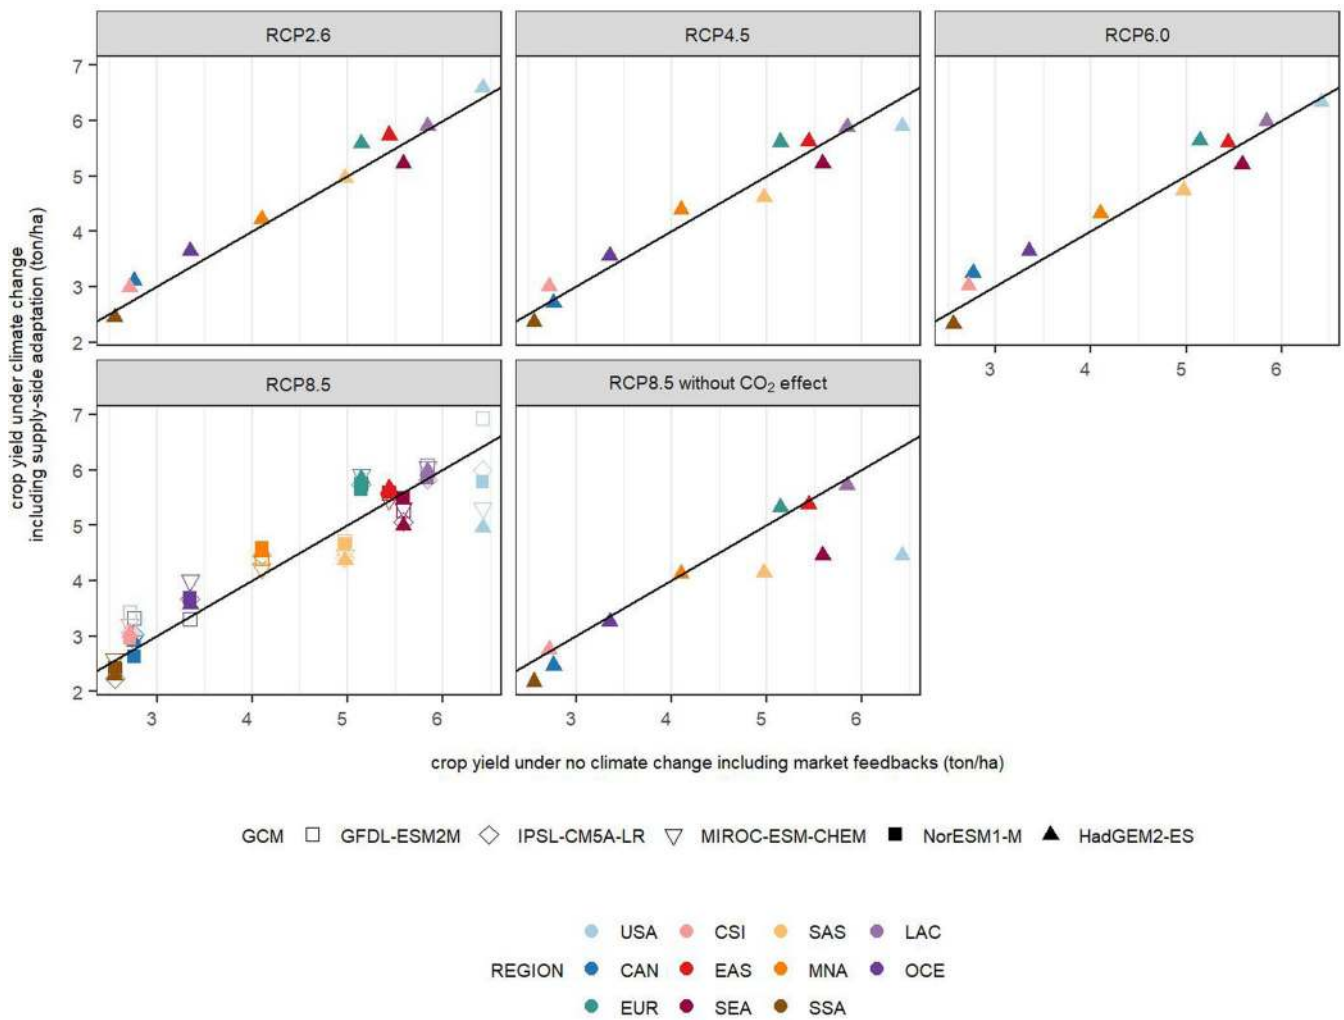 RCP2.6
RCP4.5
RCP6.0
7
6
5
4
3
2
3
4
5
6
RCP8.5
RCP8.5 without CO₂ effect
7
6
5
4
3
2
3
4
5
6
3
4
5
6
crop yield under climate change
including supply-side adaptation (ton/ha)
crop yield under no climate change including market feedbacks (ton/ha)
GCM GFDL-ESM2M IPSL-CM5A-LR MIROC-ESM-CHEM NorESM1-M HadGEM2-ES
USA CSI SAS LAC
REGION CAN EAS MNA OCE
EUR SEA SSA